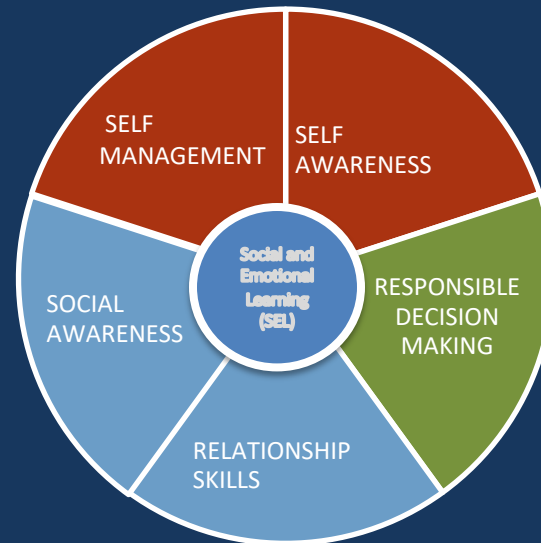 SELF
MANAGEMENT
SELF
AWARENESS
Social and
Emotional
Learning
(SEL)
SOCIAL
AWARENESS
RESPONSIBLE
DECISION
MAKING
RELATIONSHIP
SKILLS